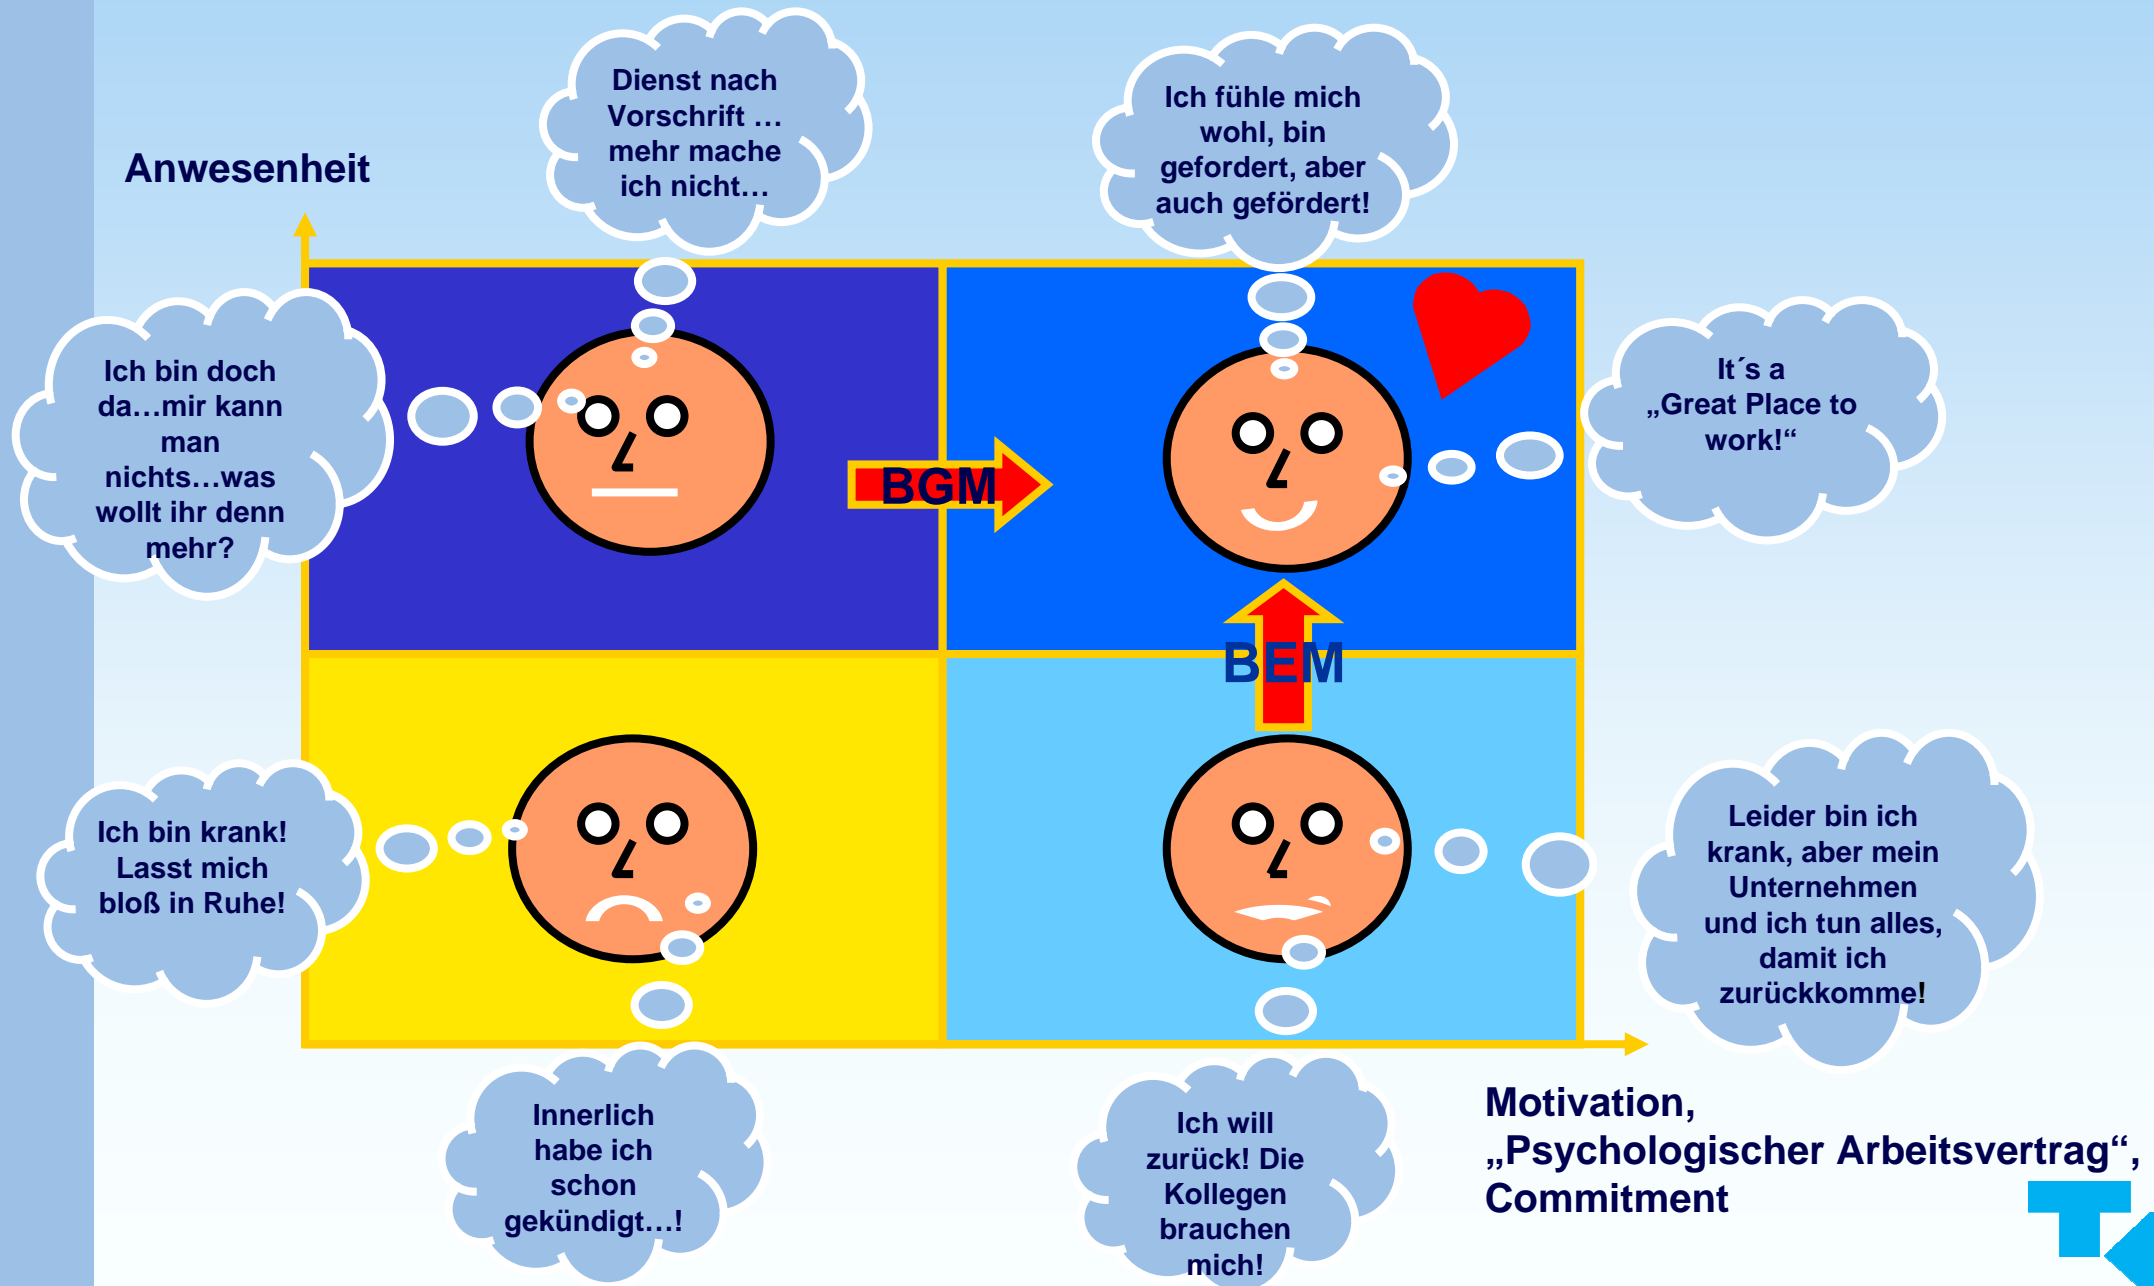 Dienst nach
Vorschrift …
mehr mache
ich nicht…
Ich fühle mich
wohl, bin
gefordert, aber
auch gefördert!
Anwesenheit
Ich bin doch
da…mir kann
man
nichts…was
wollt ihr denn
mehr?
It´s a
„Great Place to
work!“
BGM
BEM
Ich bin krank!
Lasst mich
bloß in Ruhe!
Leider bin ich
krank, aber mein
Unternehmen
und ich tun alles,
damit ich
zurückkomme!
Innerlich
habe ich
schon
gekündigt…!
Ich will
zurück! Die
Kollegen
brauchen
mich!
Motivation,
„Psychologischer Arbeitsvertrag“,
Commitment
TK